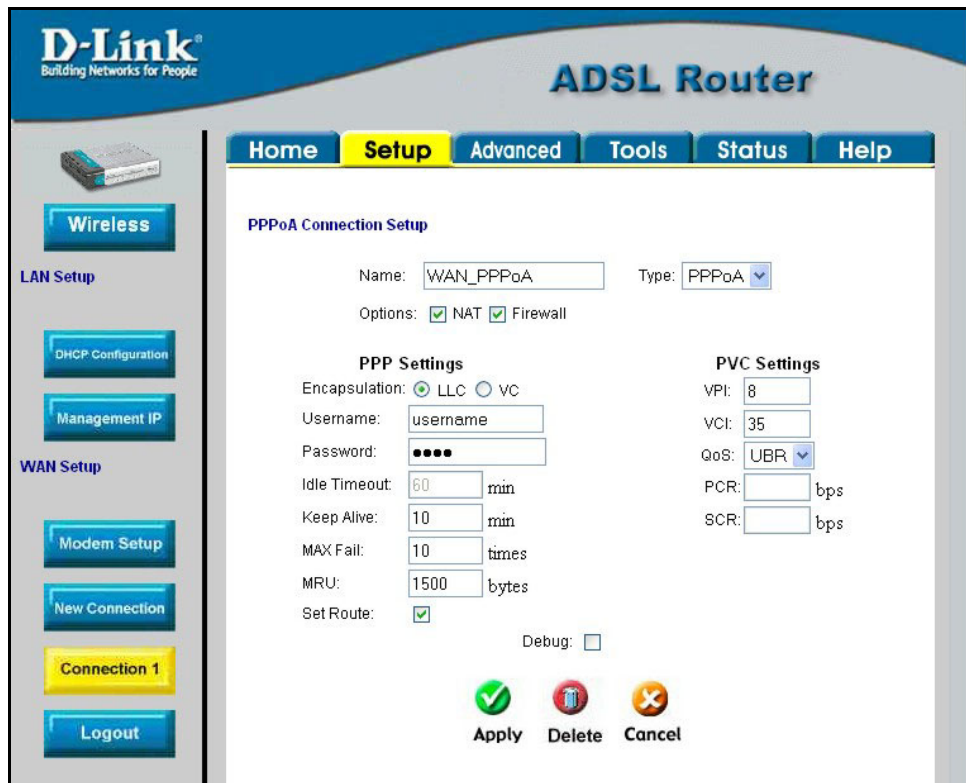 D-Link®
Building Networks for People
ADSL Router
Home Setup Advanced Tools Status Help
Wireless
LAN Setup
DHCP Configuration
Management IP
WAN Setup
Modem Setup
New Connection
Connection 1
Logout
PPPoA Connection Setup
Name: WAN_PPPoA Type: PPPoA
Options: NAT Firewall
PPP Settings
Encapsulation: LLC VC
Username: username
Password: ••••
Idle Timeout: 60 min
Keep Alive: 10 min
MAX Fail: 10 times
MRU: 1500 bytes
Set Route:
PVC Settings
VPI: 8
VCI: 35
QoS: UBR
PCR: bps
SCR: bps
Debug:
Apply Delete Cancel